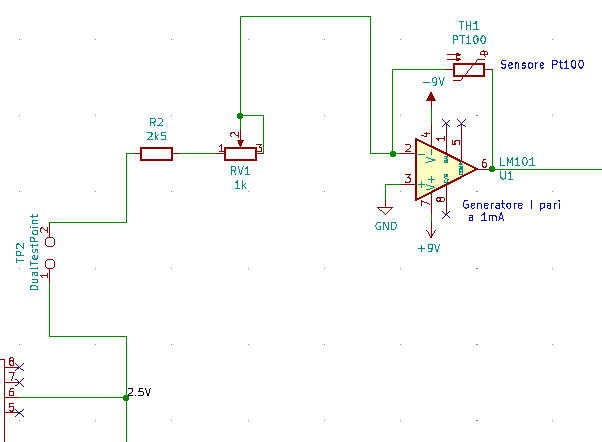 TH1
PT100
Sensore Pt100
-9V
R2
2k5
2
1
3
RV1
1k
4
1
5
2
V-
6
LM101
U1
3
V+
7
8
GND
+9V
Generatore I pari
a 1mA
TP2
DualTestPoint
2
1
8
7
6
5
2.5V